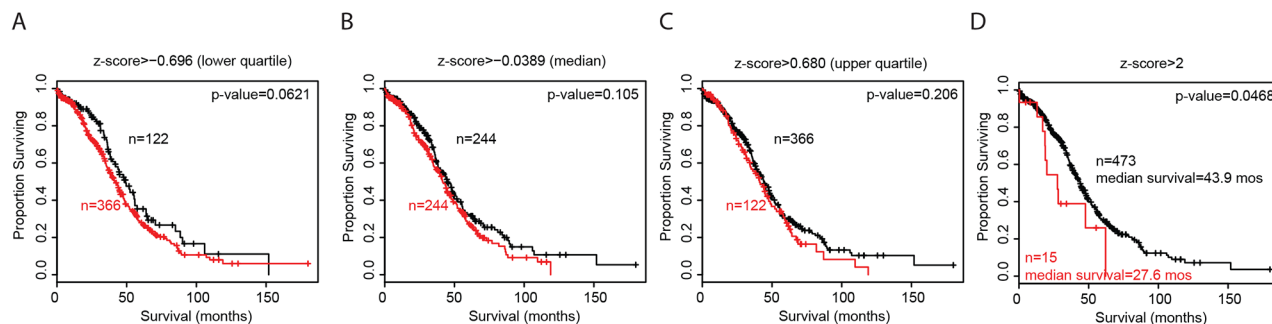 A
z-score>−0.696 (lower quartile)
p-value=0.0621
n=122
n=366
Proportion Surviving
1.0
0.8
0.6
0.4
0.2
0.0
0
50
100
150
Survival (months)
B
z-score>−0.0389 (median)
p-value=0.105
n=244
n=244
Proportion Surviving
1.0
0.8
0.6
0.4
0.2
0.0
0
50
100
150
Survival (months)
C
z-score>0.680 (upper quartile)
p-value=0.206
n=366
n=122
Proportion Surviving
1.0
0.8
0.6
0.4
0.2
0.0
0
50
100
150
Survival (months)
D
z-score>2
p-value=0.0468
n=473
median survival=43.9 mos
n=15
median survival=27.6 mos
Proportion Surviving
1.0
0.8
0.6
0.4
0.2
0.0
0
50
100
150
Survival (months)